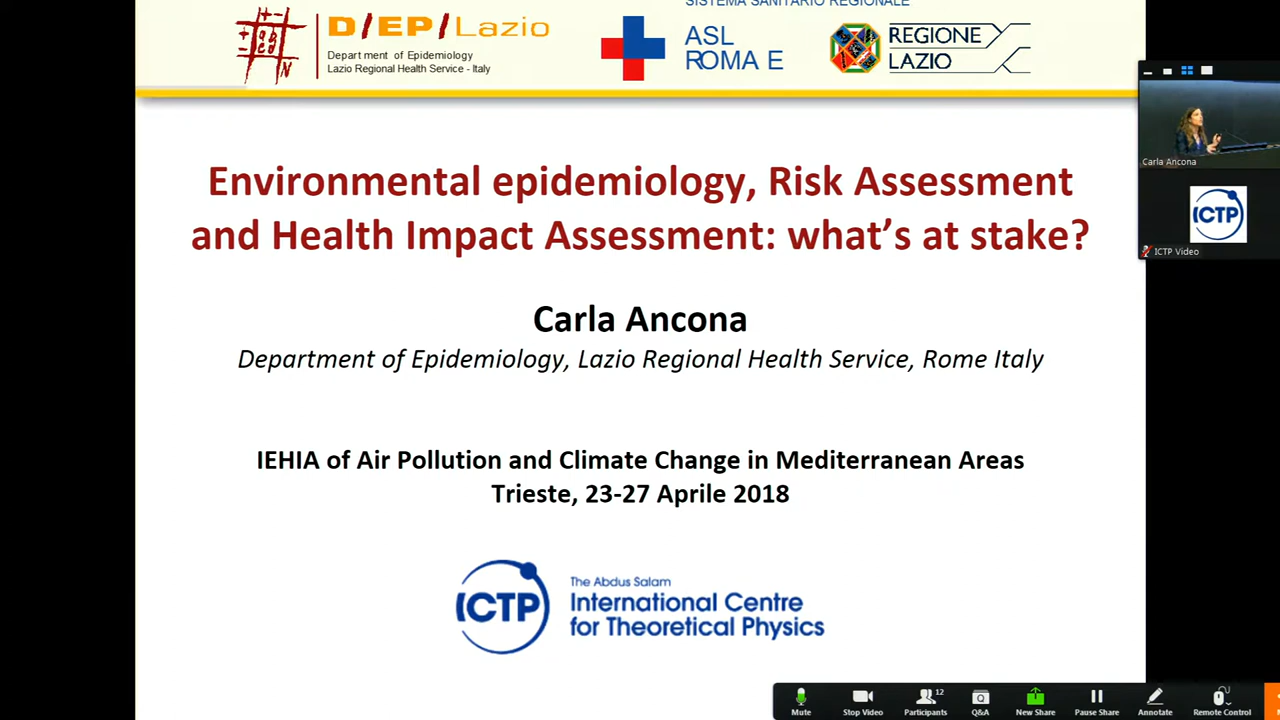 D/EP/Lazio
Department of Epidemiology
Lazio Regional Health Service - Italy
SISTEMA SANITARIO REGIONALE
ASL
ROMA E
REGIONE
LAZIO
Environmental epidemiology, Risk Assessment
and Health Impact Assessment: what’s at stake?
Carla Ancona
Department of Epidemiology, Lazio Regional Health Service, Rome Italy
IEHIA of Air Pollution and Climate Change in Mediterranean Areas
Trieste, 23-27 Aprile 2018
ICTP
The Abdus Salam
International Centre
for Theoretical Physics
Carla Ancona
ICTP
ICTP Video
Mute
Stop Video
Participants
12
Q&A
New Share
Pause Share
Annotate
Remote Control